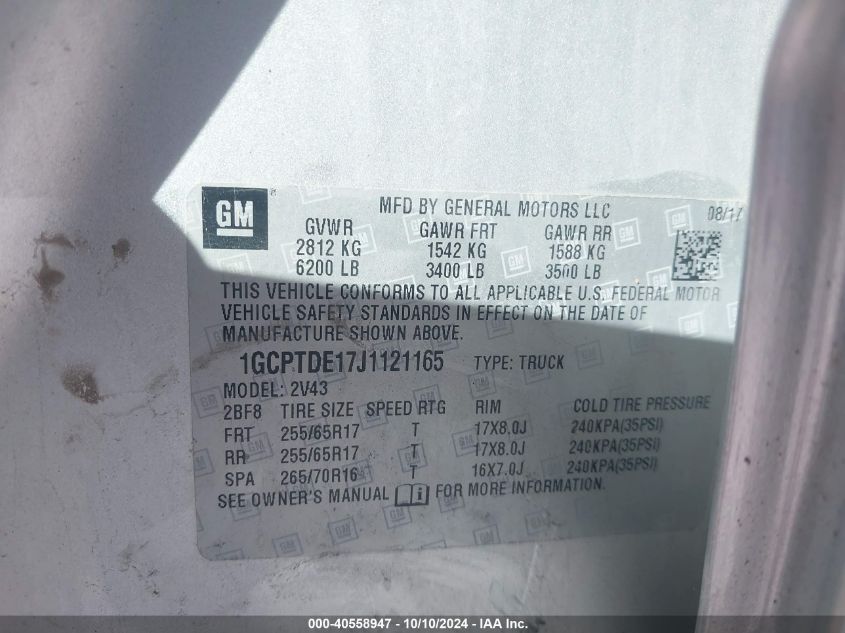 GM
MFD BY GENERAL MOTORS LLC 08/17
GVWR GAWR FRT GAWR RR
2812 KG 1542 KG 1588 KG
6200 LB 3400 LB 3500 LB
THIS VEHICLE CONFORMS TO ALL APPLICABLE U.S. FEDERAL MOTOR
VEHICLE SAFETY STANDARDS IN EFFECT ON THE DATE OF
MANUFACTURE SHOWN ABOVE.
1GCPTDE17J1121165 TYPE: TRUCK
MODEL: 2V43
2BF8 TIRE SIZE SPEED RTG RIM COLD TIRE PRESSURE
FRT 255/65R17 T 17X8.0J 240KPA(35PSI)
RR 255/65R17 T 17X8.0J 240KPA(35PSI)
SPA 265/70R16 T 16X7.0J 240KPA(35PSI)
SEE OWNER'S MANUAL FOR MORE INFORMATION.
000-40558947 - 10/10/2024 - IAA Inc.